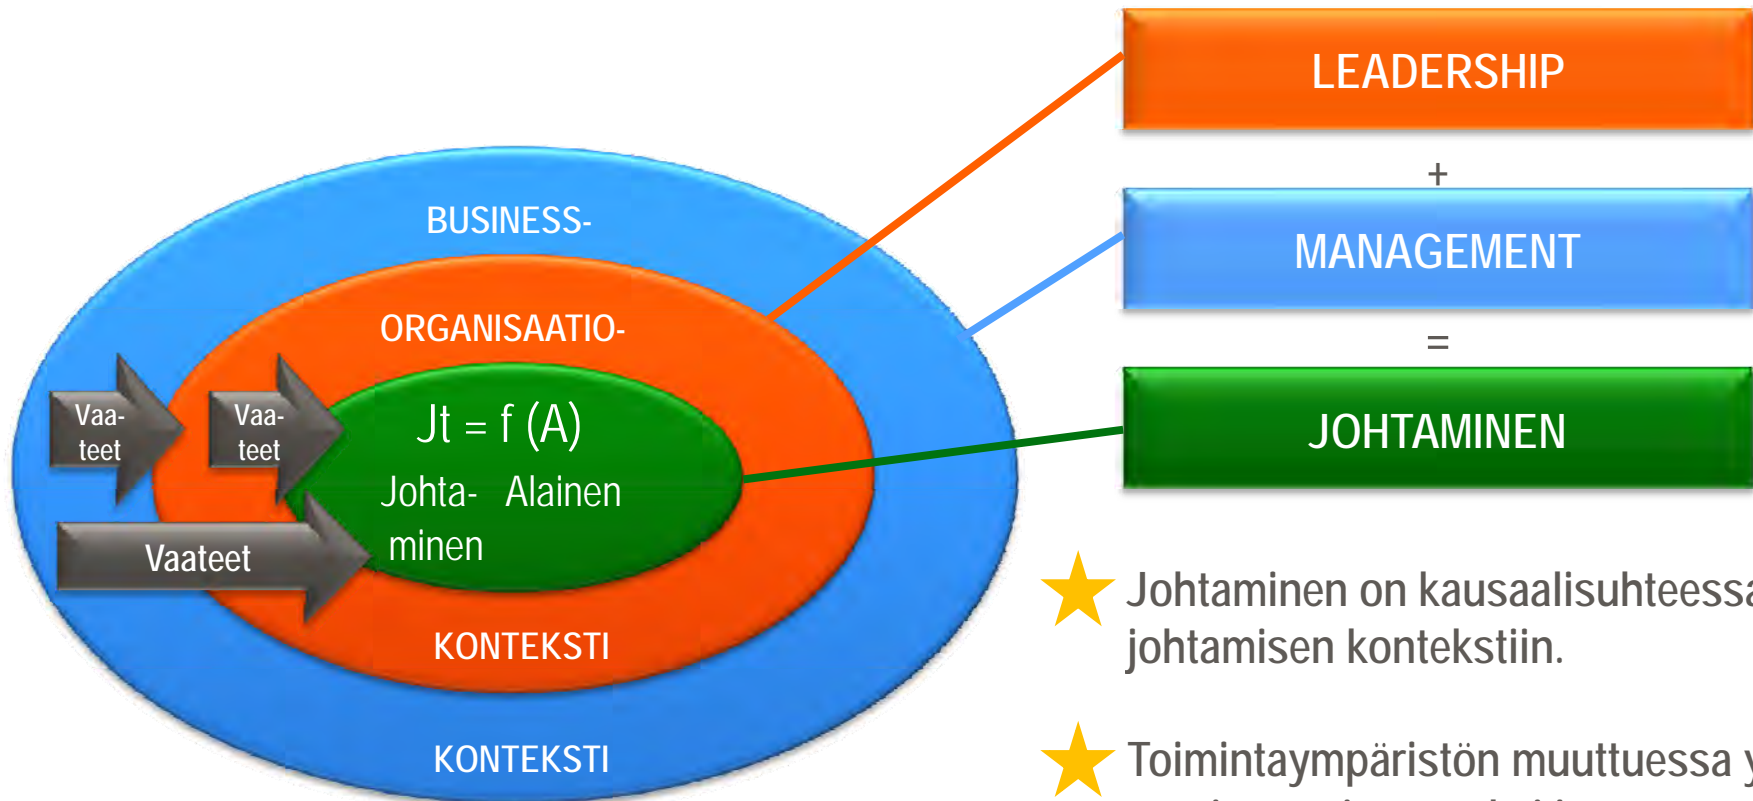 BUSINESS-
ORGANISAATIO-
Vaa-
teet
Vaa-
teet
Jt = f (A)
Johta- Alainen
minen
Vaateet
KONTEKSTI
KONTEKSTI
LEADERSHIP
+
MANAGEMENT
=
JOHTAMINEN
Johtaminen on kausaalisuhteessa
johtamisen kontekstiin.
Toimintaympäristön muuttuessa